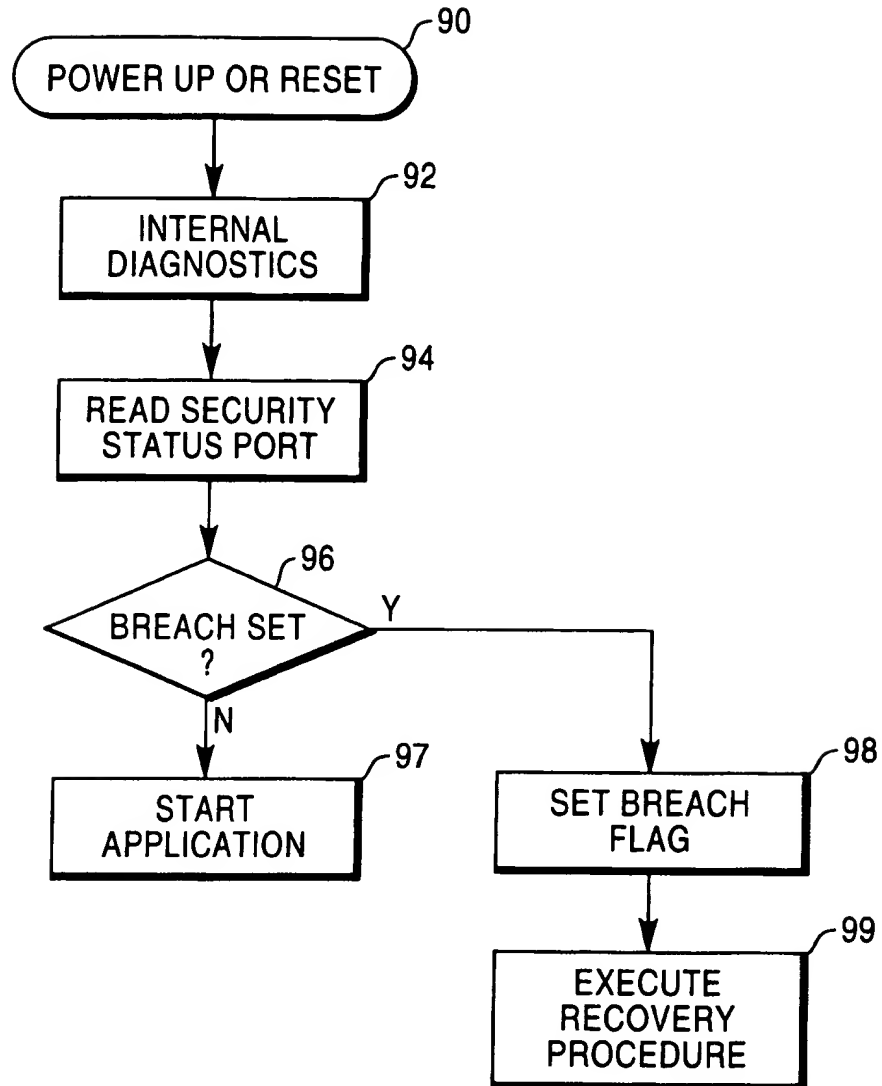 90
POWER UP OR RESET
92
INTERNAL
DIAGNOSTICS
94
READ SECURITY
STATUS PORT
96
BREACH SET
?
Y
N
97
START
APPLICATION
98
SET BREACH
FLAG
99
EXECUTE
RECOVERY
PROCEDURE